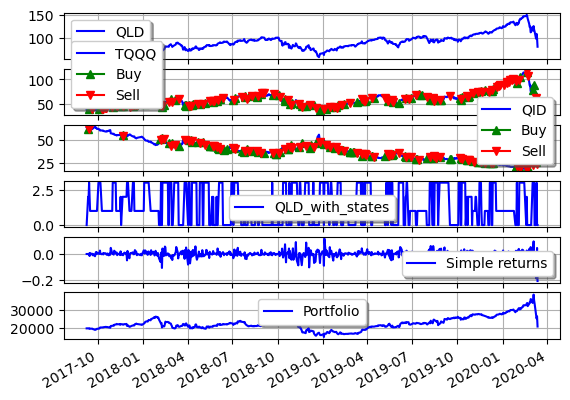 150
100
QLD
TQQQ
Buy
Sell
100
50
QID
Buy
Sell
50
25
2.5
0.0
QLD_with_states
0.0
−0.2
Simple returns
30000
20000
Portfolio
2017-10
2018-01
2018-04
2018-07
2018-10
2019-01
2019-04
2019-07
2019-10
2020-01
2020-04